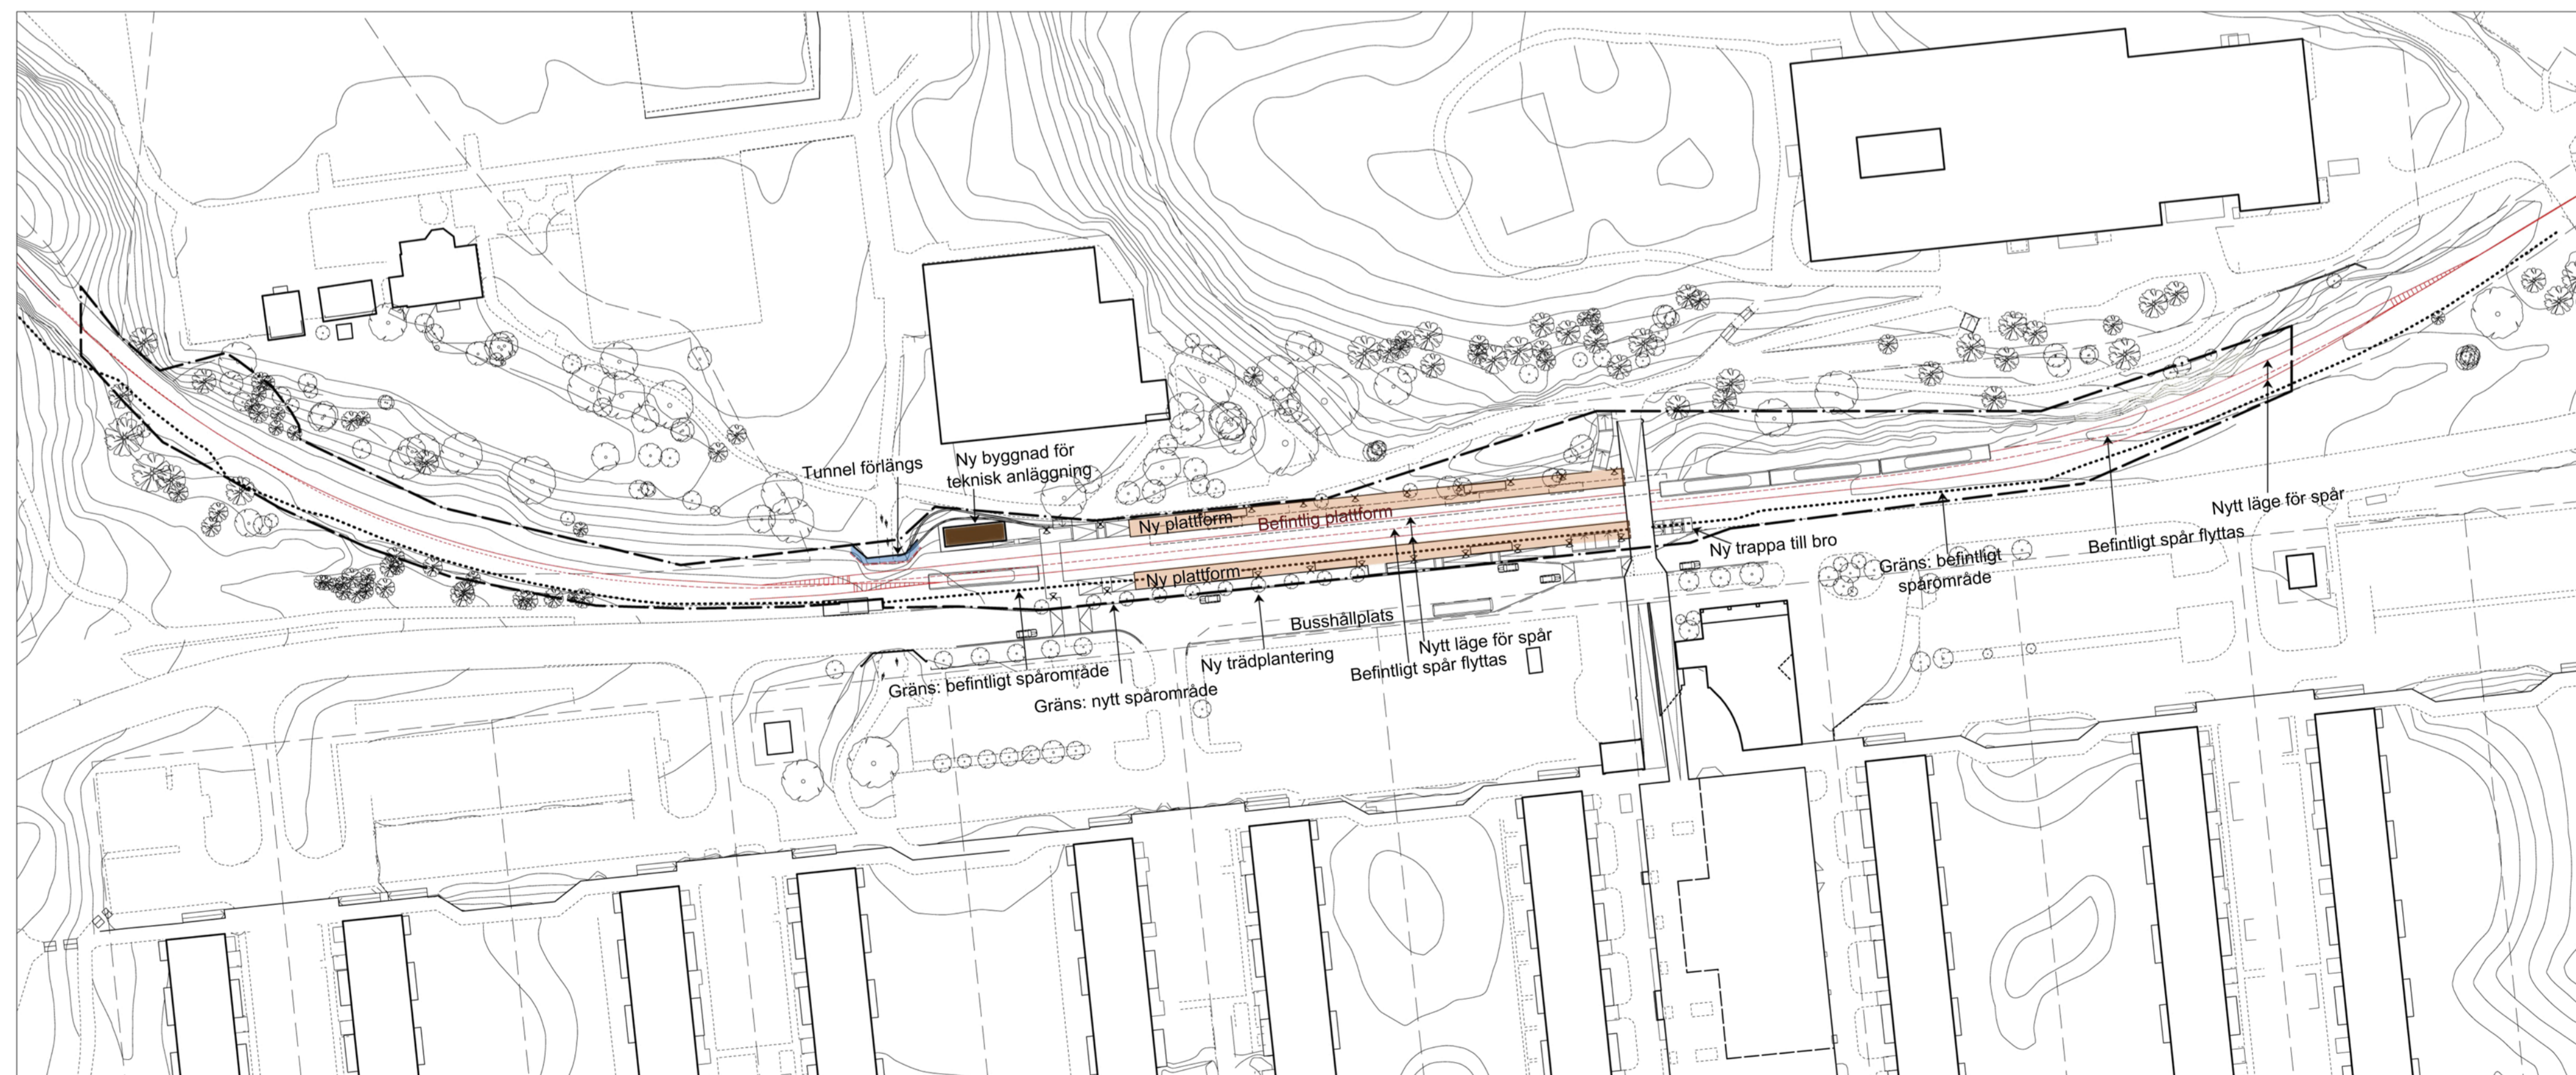 Tunnel förlängs
Ny byggnad för
teknisk anläggning
Ny plattform
Befintlig plattform
Ny plattform
Ny trappa till bro
Gräns: befintligt
spårområde
Befintligt spår flyttas
Nytt läge för spår
Busshållplats
Nytt läge för spår
Befintligt spår flyttas
Ny trädplantering
Gräns: befintligt spårområde
Gräns: nytt spårområde